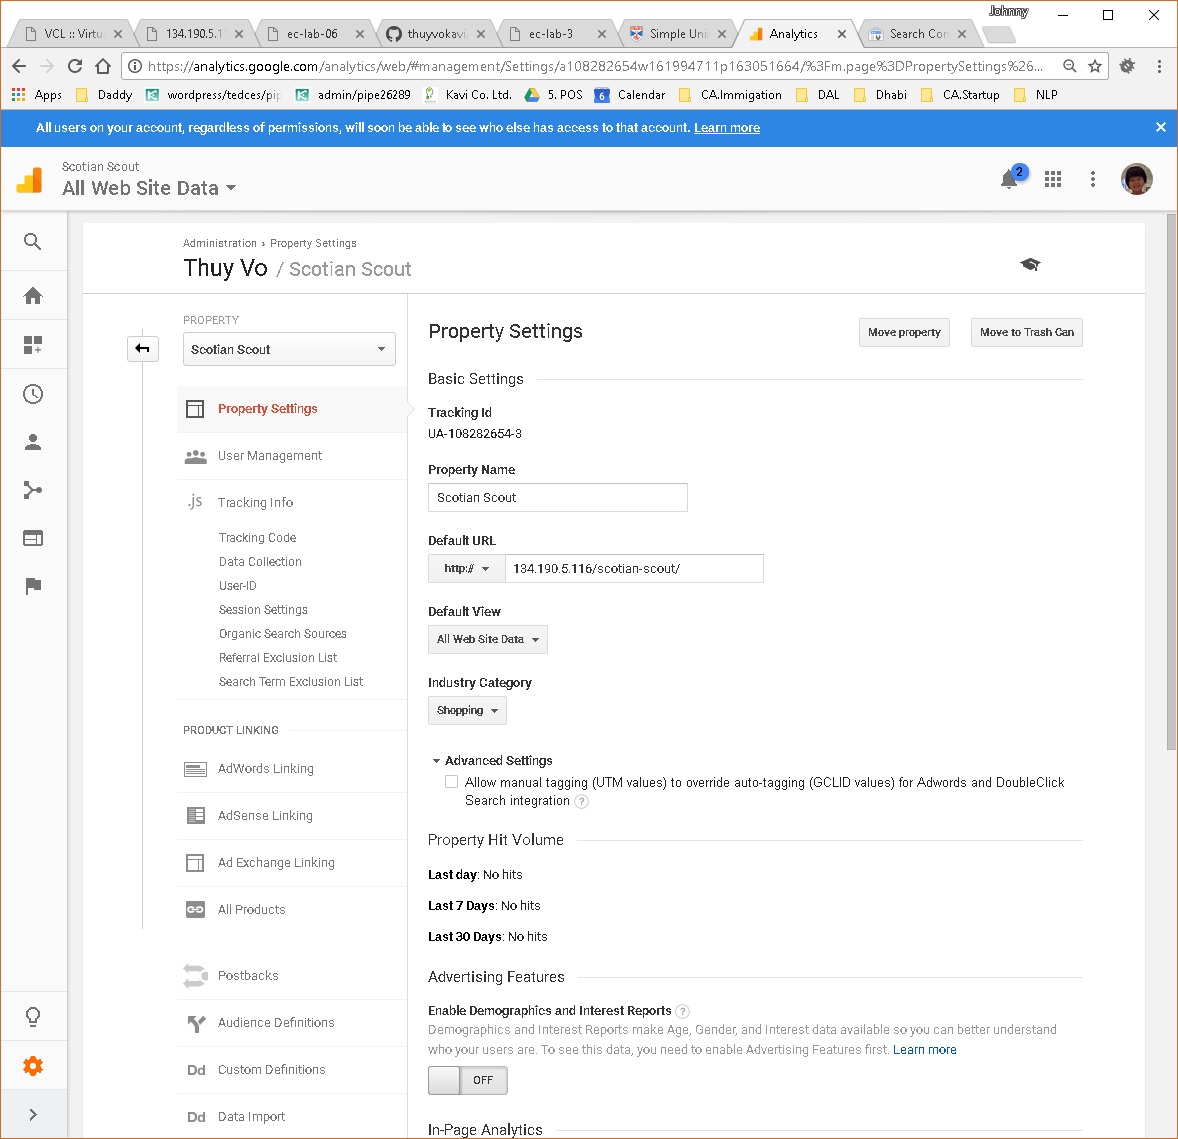 Johnny
VCL :: Virtu
134.190.5.1
ec-lab-06
thuyvokavi
ec-lab-3
Simple Uni
Analytics
Search Con
https://analytics.google.com/analytics/web/#management/Settings/a108282654w161994711p163051664/%3Fm.page%3DPropertySettings%26...
Apps Daddy wordpress/tedces/pip admin/pipe26289 Kavi Co. Ltd. 5. POS 6 Calendar CA.Immigation DAL Dhabi CA.Startup NLP
All users on your account, regardless of permissions, will soon be able to see who else has access to that account. Learn more
Scotian Scout
All Web Site Data
2
Administration › Property Settings
Thuy Vo / Scotian Scout
PROPERTY
Scotian Scout
Property Settings
User Management
.js Tracking Info
Tracking Code
Data Collection
User-ID
Session Settings
Organic Search Sources
Referral Exclusion List
Search Term Exclusion List
PRODUCT LINKING
AdWords Linking
AdSense Linking
Ad Exchange Linking
All Products
Postbacks
Audience Definitions
Dd Custom Definitions
Dd Data Import
Property Settings
Move property
Move to Trash Can
Basic Settings
Tracking Id
UA-108282654-3
Property Name
Scotian Scout
Default URL
http:// 134.190.5.116/scotian-scout/
Default View
All Web Site Data
Industry Category
Shopping
Advanced Settings
Allow manual tagging (UTM values) to override auto-tagging (GCLID values) for Adwords and DoubleClick
Search integration ?
Property Hit Volume
Last day: No hits
Last 7 Days: No hits
Last 30 Days: No hits
Advertising Features
Enable Demographics and Interest Reports ?
Demographics and Interest Reports make Age, Gender, and Interest data available so you can better understand
who your users are. To see this data, you need to enable Advertising Features first. Learn more
OFF
In-Page Analytics